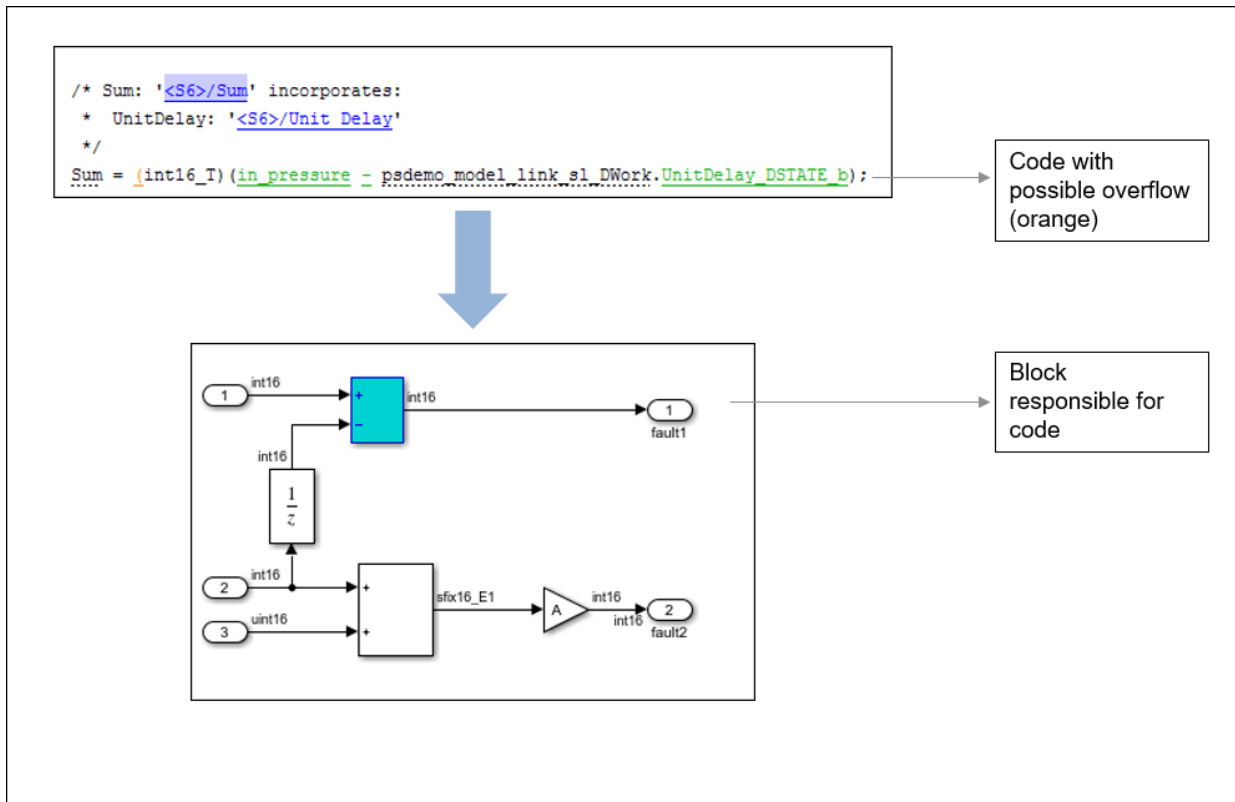 /* Sum: '<S6>/Sum' incorporates:
 *  UnitDelay: '<S6>/Unit Delay'
 */
Sum = (int16_T)(in_pressure - psdemo_model_link_sl_DWork.UnitDelay_DSTATE_b);
Code with
possible overflow
(orange)
1
int16
+
−
int16
1
fault1
int16
1
z
2
int16
3
uint16
+
+
sfix16_E1
A
int16
int16
2
fault2
Block
responsible for
code